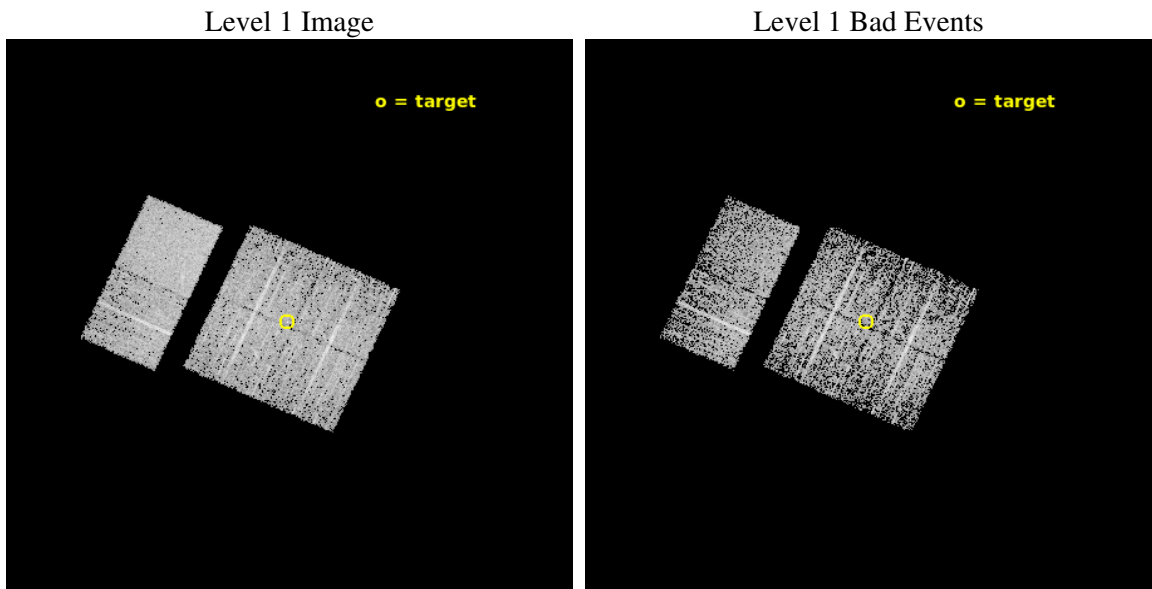 Level 1 Image
Level 1 Bad Events
o = target
o = target